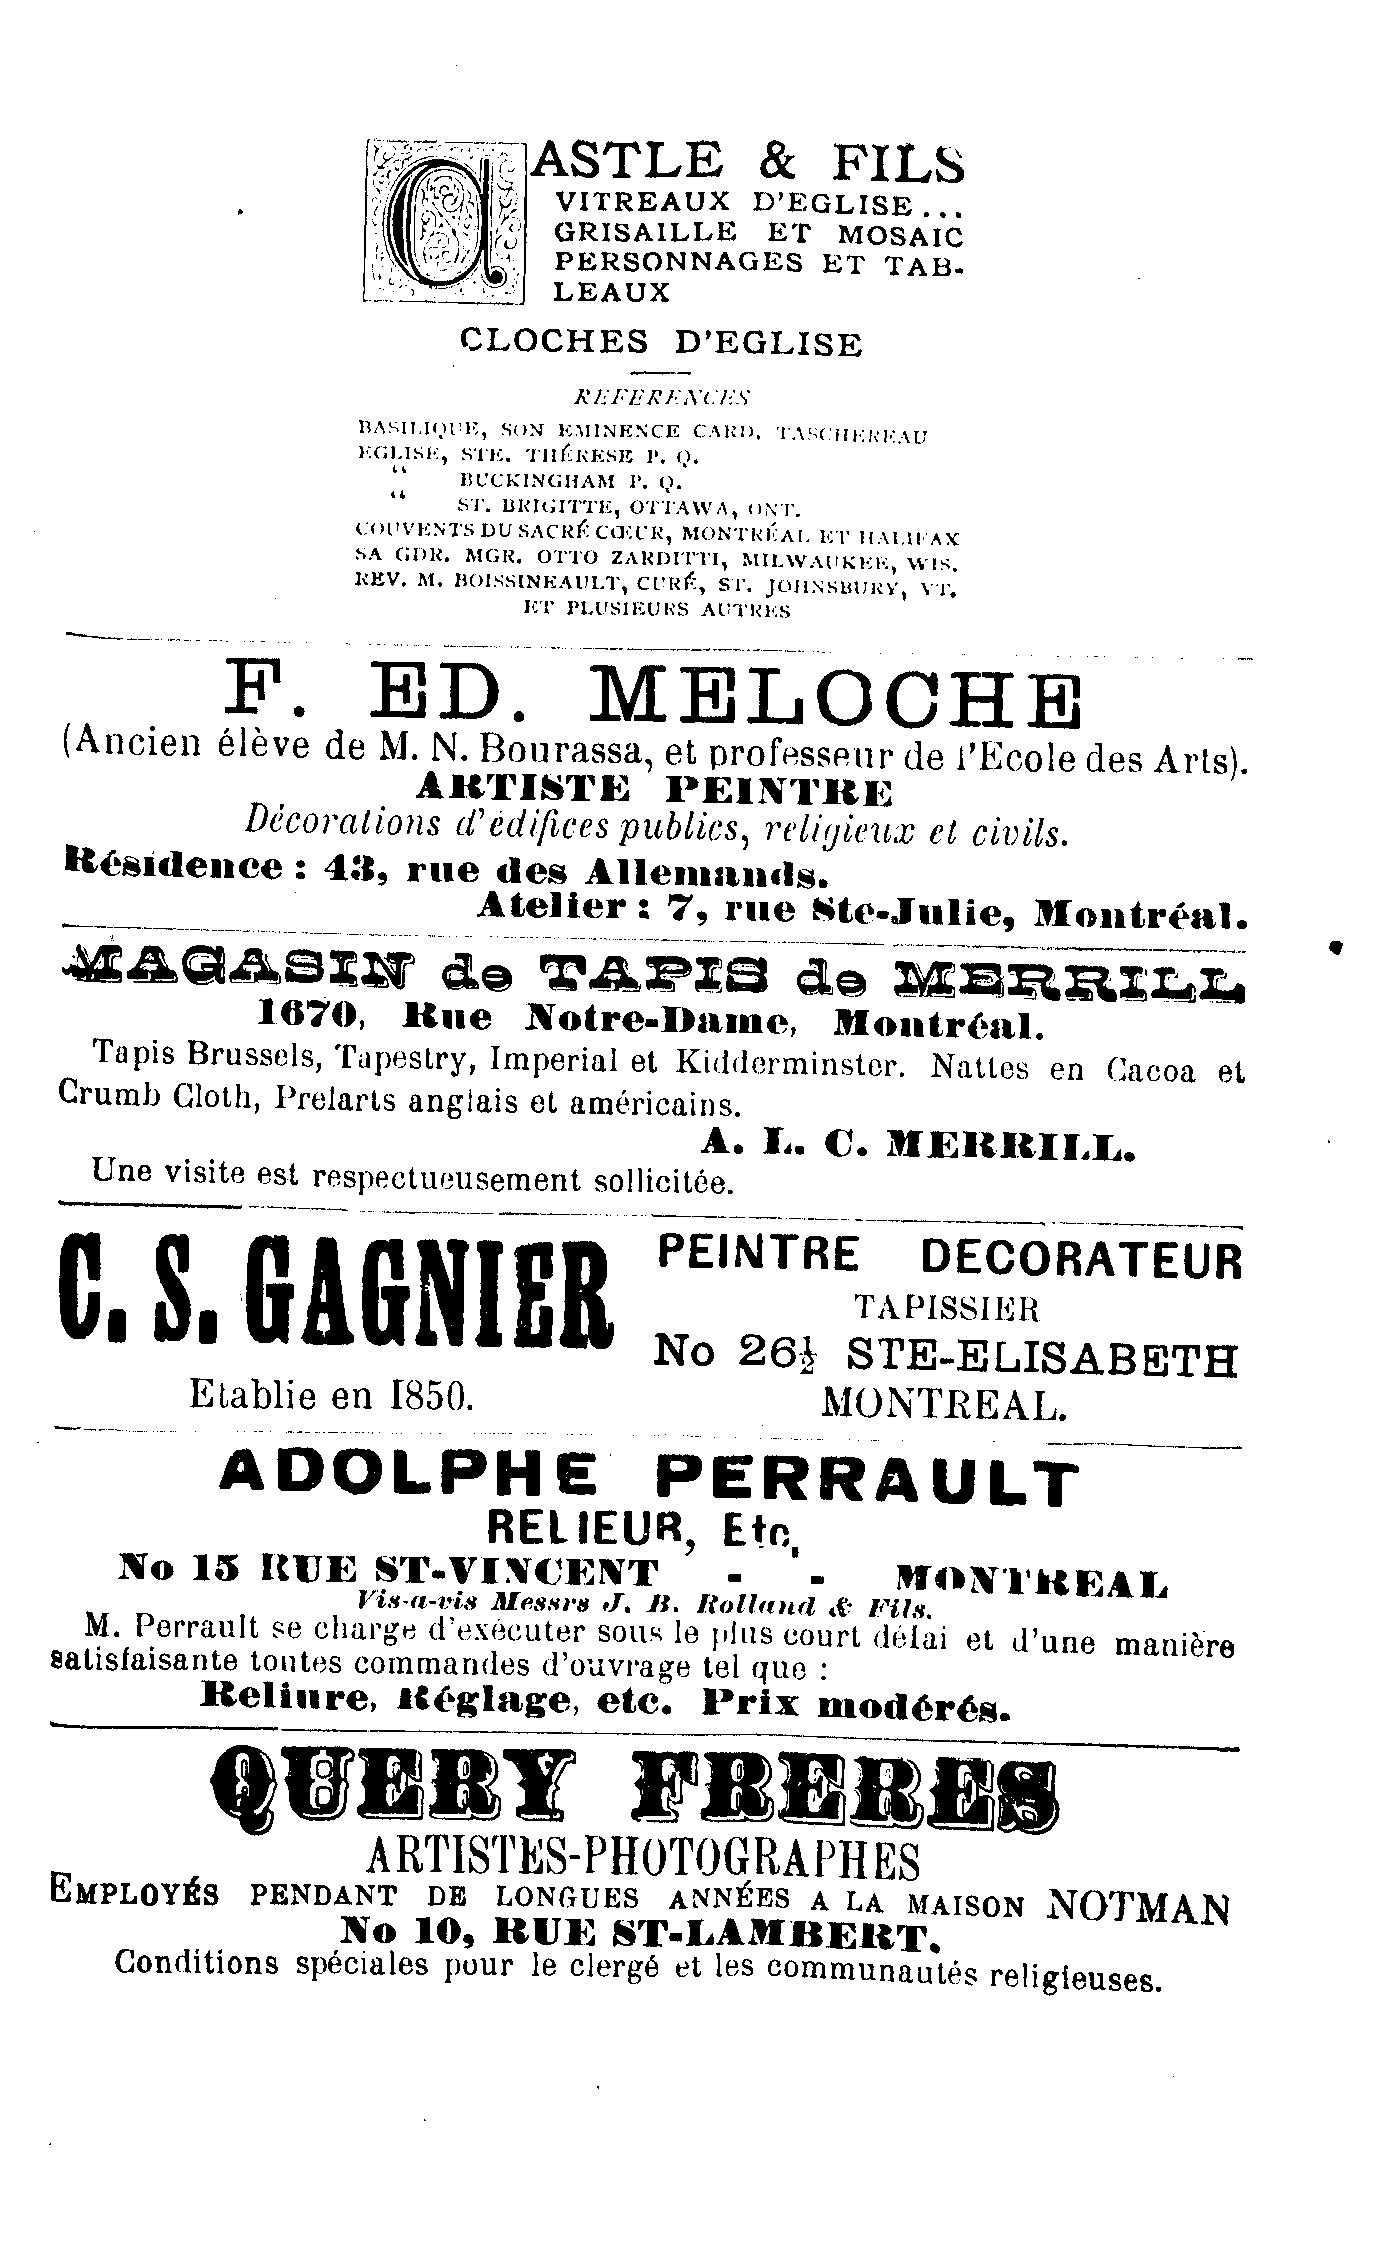 CASTLE & FILS
VITREAUX D'EGLISE...
GRISAILLE ET MOSAIC
PERSONNAGES ET TAB-
LEAUX
CLOCHES D'EGLISE
REFERENCES
BASILIQUE, SON EMINENCE CARD. TASCHEREAU
EGLISE, STE. THÉRESE P. Q.
" BUCKINGHAM P. Q.
" ST. BRIGITTE, OTTAWA, ONT.
COUVENTS DU SACRÉ CŒUR, MONTRÉAL ET HALIFAX
SA GDR. MGR. OTTO ZARDITTI, MILWAUKEE, WIS.
REV. M. BOISSINEAULT, CURÉ, ST. JOHNSBURY, VT.
ET PLUSIEURS AUTRES
F. ED. MELOCHE
(Ancien élève de M. N. Bourassa, et professeur de l'Ecole des Arts).
ARTISTE PEINTRE
Décorations d'édifices publics, religieux et civils.
Résidence : 43, rue des Allemands.
Atelier : 7, rue Ste-Julie, Montréal.
MAGASIN de TAPIS de MERRILL
1670, Rue Notre-Dame, Montréal.
Tapis Brussels, Tapestry, Imperial et Kidderminster. Nattes en Cacoa et
Crumb Cloth, Prelarts anglais et américains.
A. L. C. MERRILL.
Une visite est respectueusement sollicitée.
C. S. GAGNIER
PEINTRE DECORATEUR
TAPISSIER
No 26½ STE-ELISABETH
Etablie en 1850.
MONTREAL.
ADOLPHE PERRAULT
RELIEUR, Etc,
No 15 RUE ST-VINCENT - - MONTREAL
Vis-a-vis Messrs J. B. Rolland & Fils.
M. Perrault se charge d'exécuter sous le plus court délai et d'une manière
satisfaisante toutes commandes d'ouvrage tel que :
Reliure, Réglage, etc. Prix modérés.
QUERY FRERES
ARTISTES-PHOTOGRAPHES
EMPLOYÉS PENDANT DE LONGUES ANNÉES A LA MAISON NOTMAN
No 10, RUE ST-LAMBERT.
Conditions spéciales pour le clergé et les communautés religieuses.